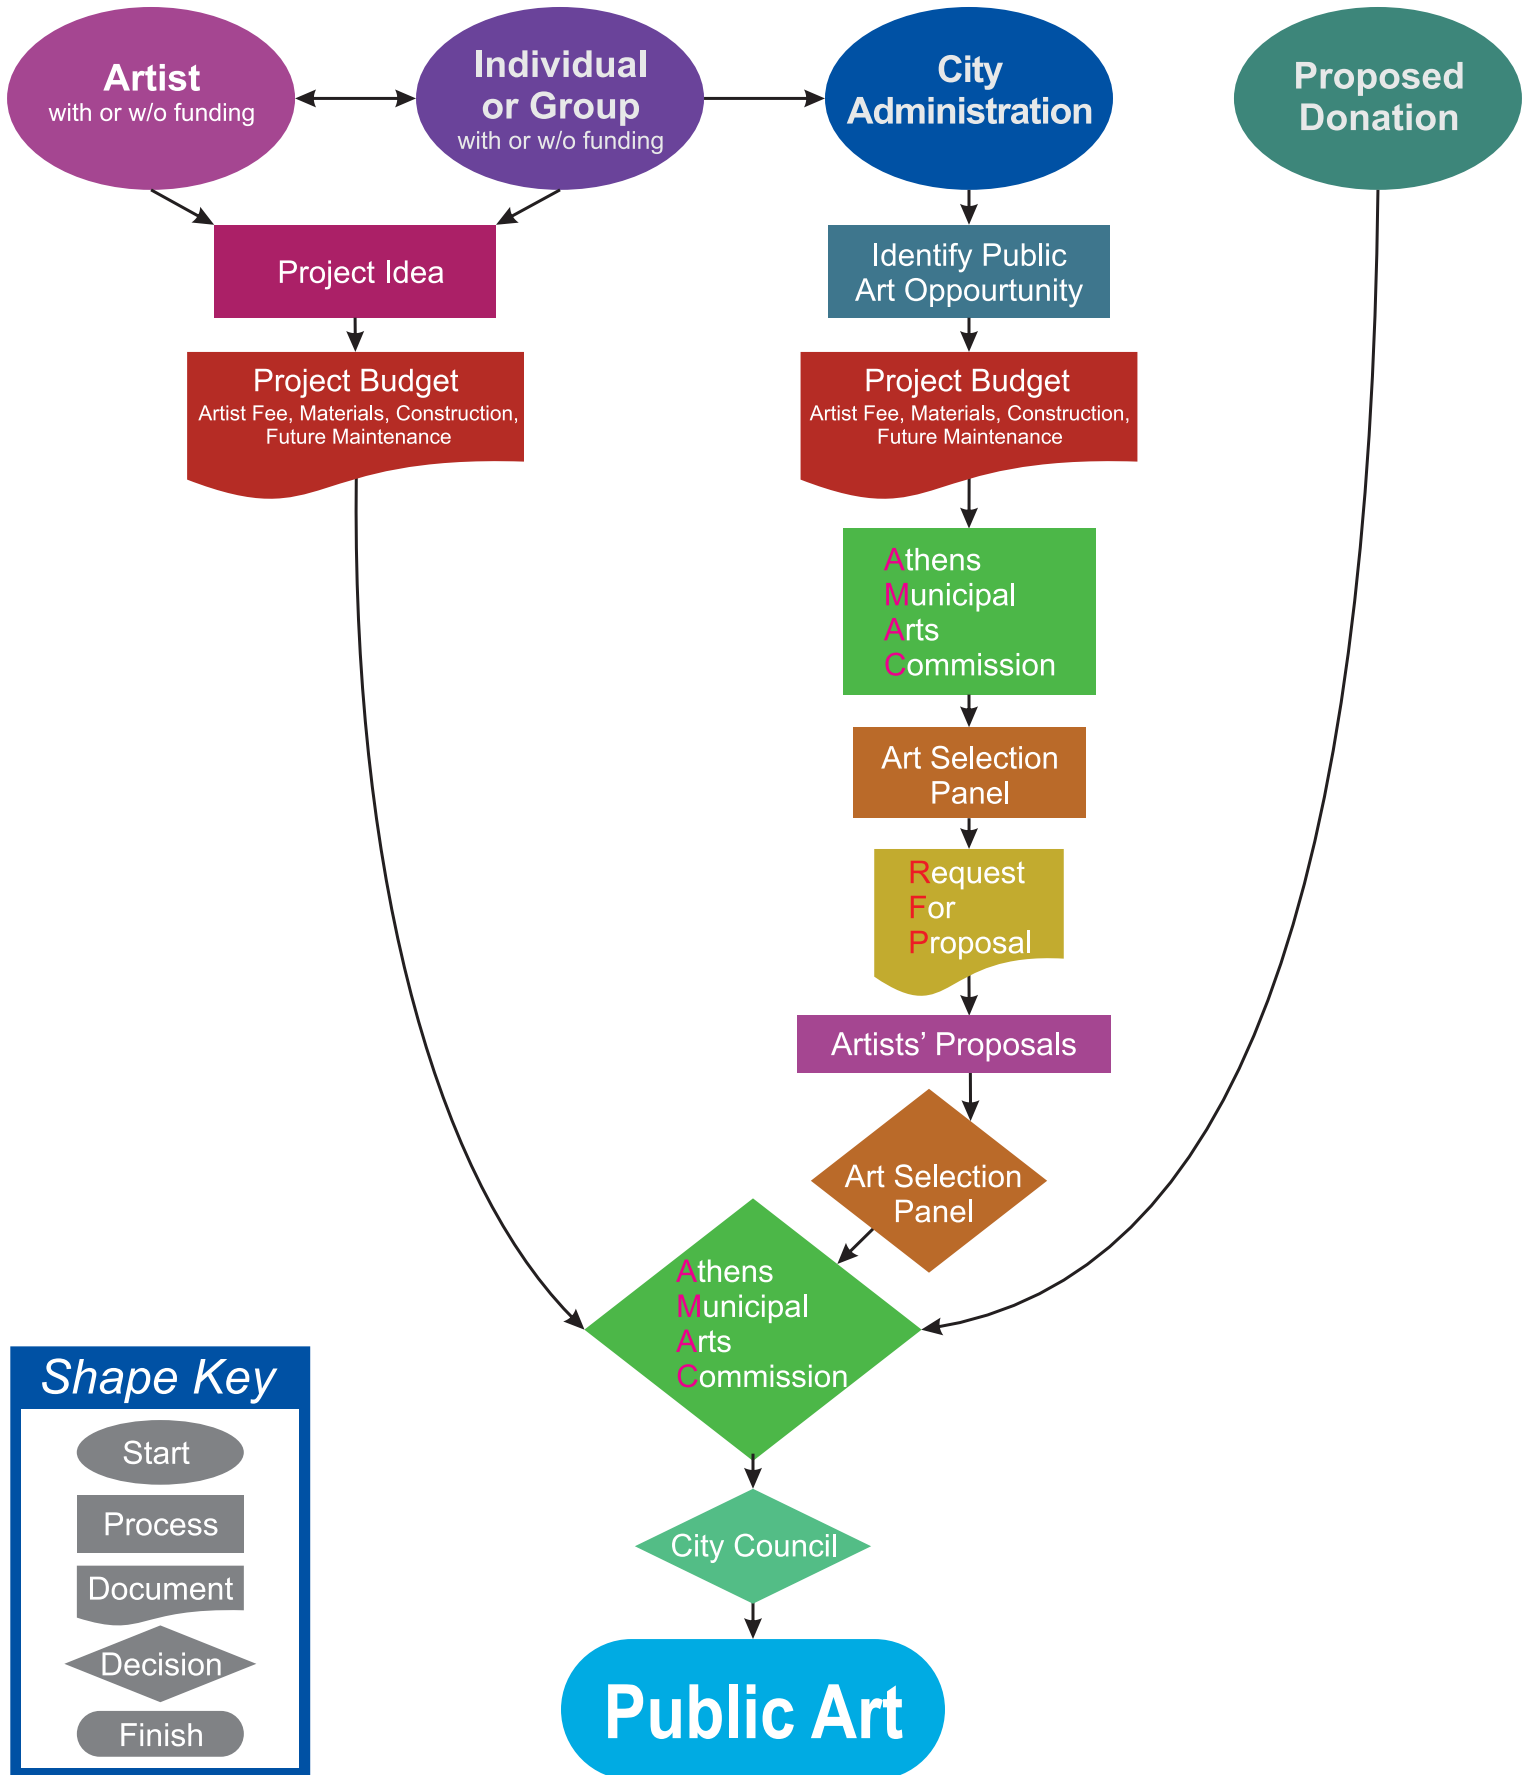 Artist
with or w/o funding
Individual
or Group
with or w/o funding
City
Administration
Proposed
Donation
Project Idea
Identify Public
Art Oppourtunity
Project Budget
Artist Fee, Materials, Construction,
Future Maintenance
Project Budget
Artist Fee, Materials, Construction,
Future Maintenance
Athens
Municipal
Arts
Commission
Art Selection
Panel
Request
For
Proposal
Artists’ Proposals
Art Selection
Panel
Athens
Municipal
Arts
Commission
City Council
Public Art
Shape Key
Start
Process
Document
Decision
Finish